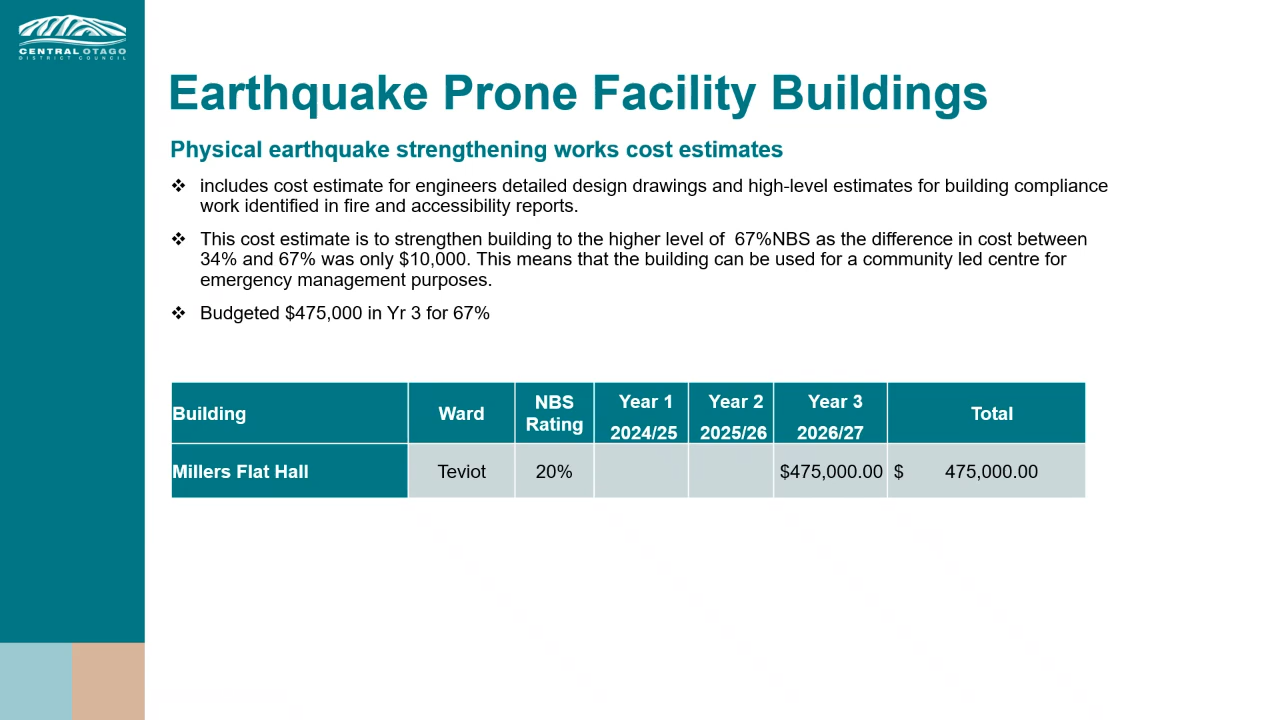 CENTRAL OTAGO
DISTRICT COUNCIL
Earthquake Prone Facility Buildings
Physical earthquake strengthening works cost estimates
❖ includes cost estimate for engineers detailed design drawings and high-level estimates for building compliance
work identified in fire and accessibility reports.
❖ This cost estimate is to strengthen building to the higher level of 67%NBS as the difference in cost between
34% and 67% was only $10,000. This means that the building can be used for a community led centre for
emergency management purposes.
❖ Budgeted $475,000 in Yr 3 for 67%
Building Ward NBS Rating Year 1 2024/25 Year 2 2025/26 Year 3 2026/27 Total
Millers Flat Hall Teviot 20% $475,000.00 $ 475,000.00